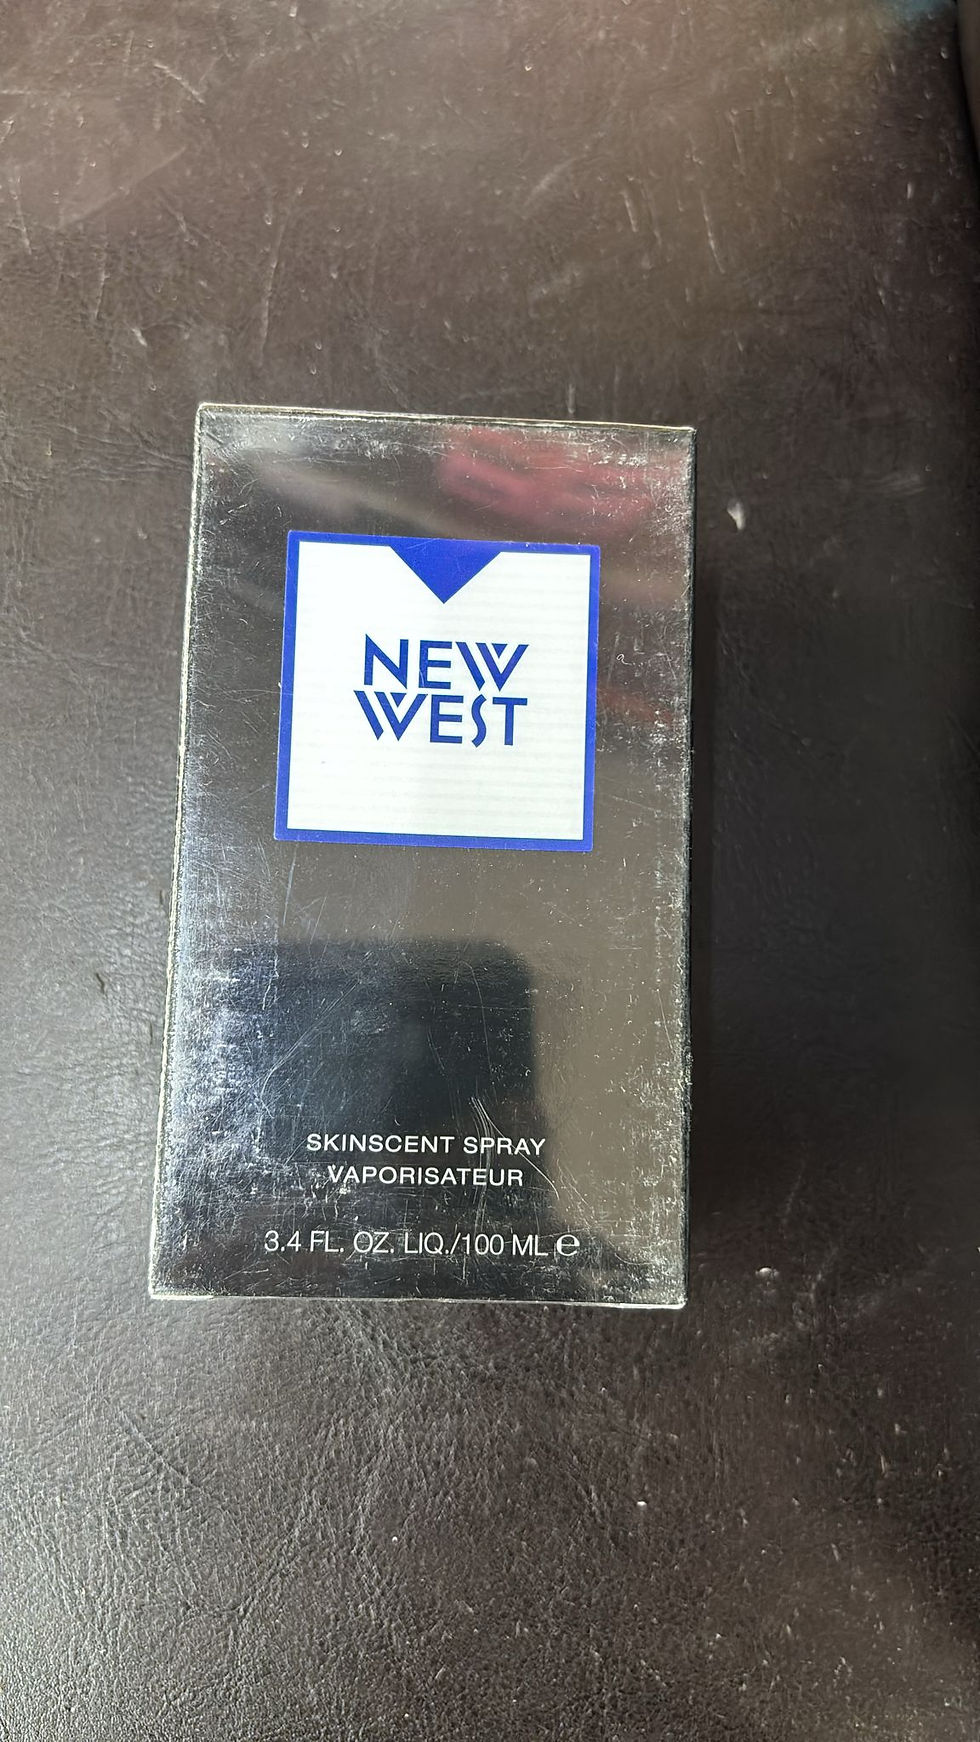 NEW
WEST
SKINSCENT SPRAY
VAPORISATEUR
3.4 FL. OZ. LIQ./100 ML ℮